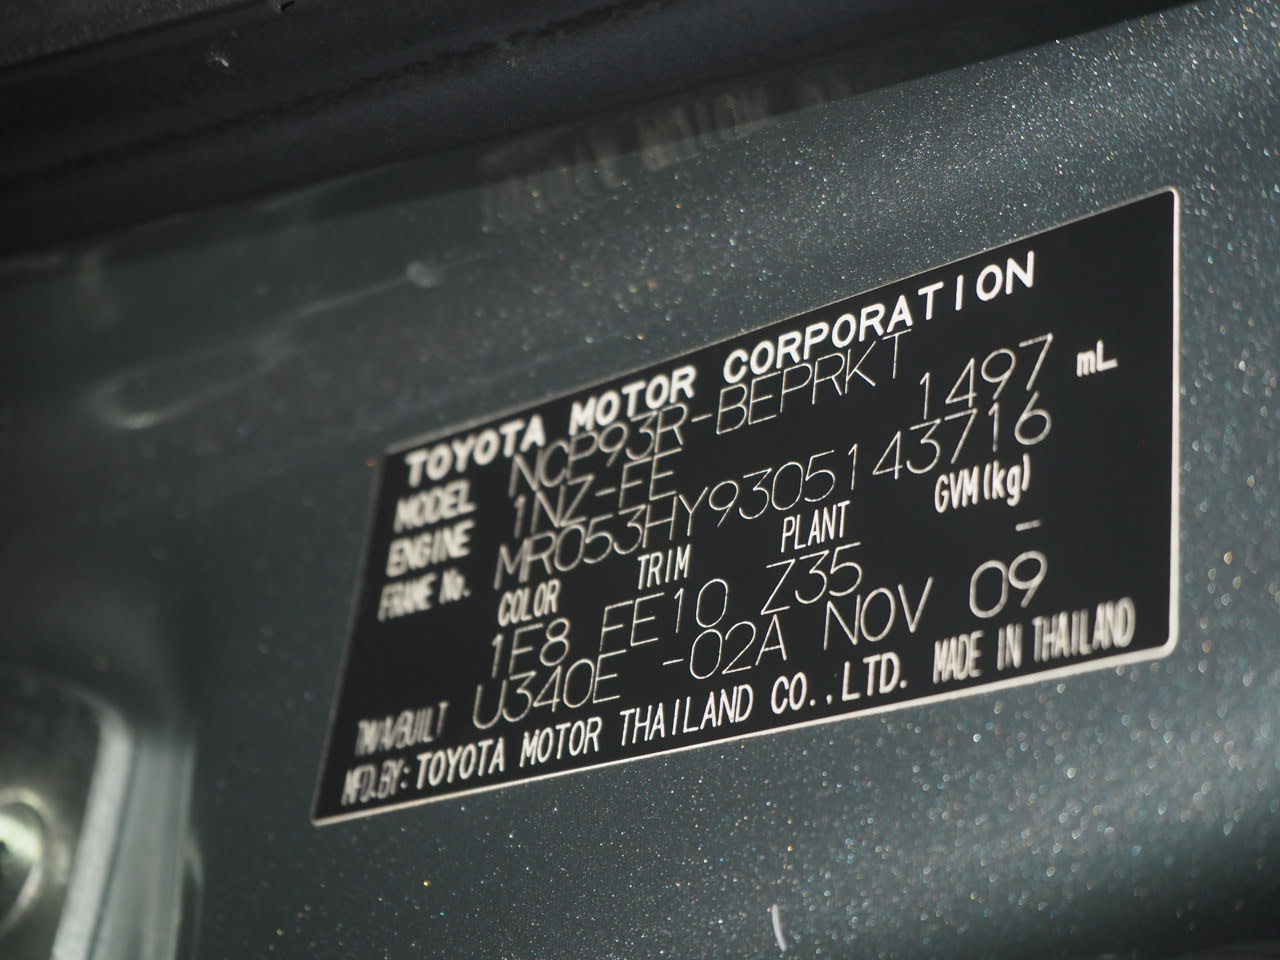 TOYOTA MOTOR CORPORATION
MODEL NCP93R-BEPRKT
ENGINE 1NZ-FE 1497 mL
FRAME No. MR053HY9305143716
COLOR TRIM PLANT GVM(kg)
1E8 FE10 Z35 -
TM/A/BUILT U340E -02A NOV 09
MFD.BY: TOYOTA MOTOR THAILAND CO.,LTD. MADE IN THAILAND